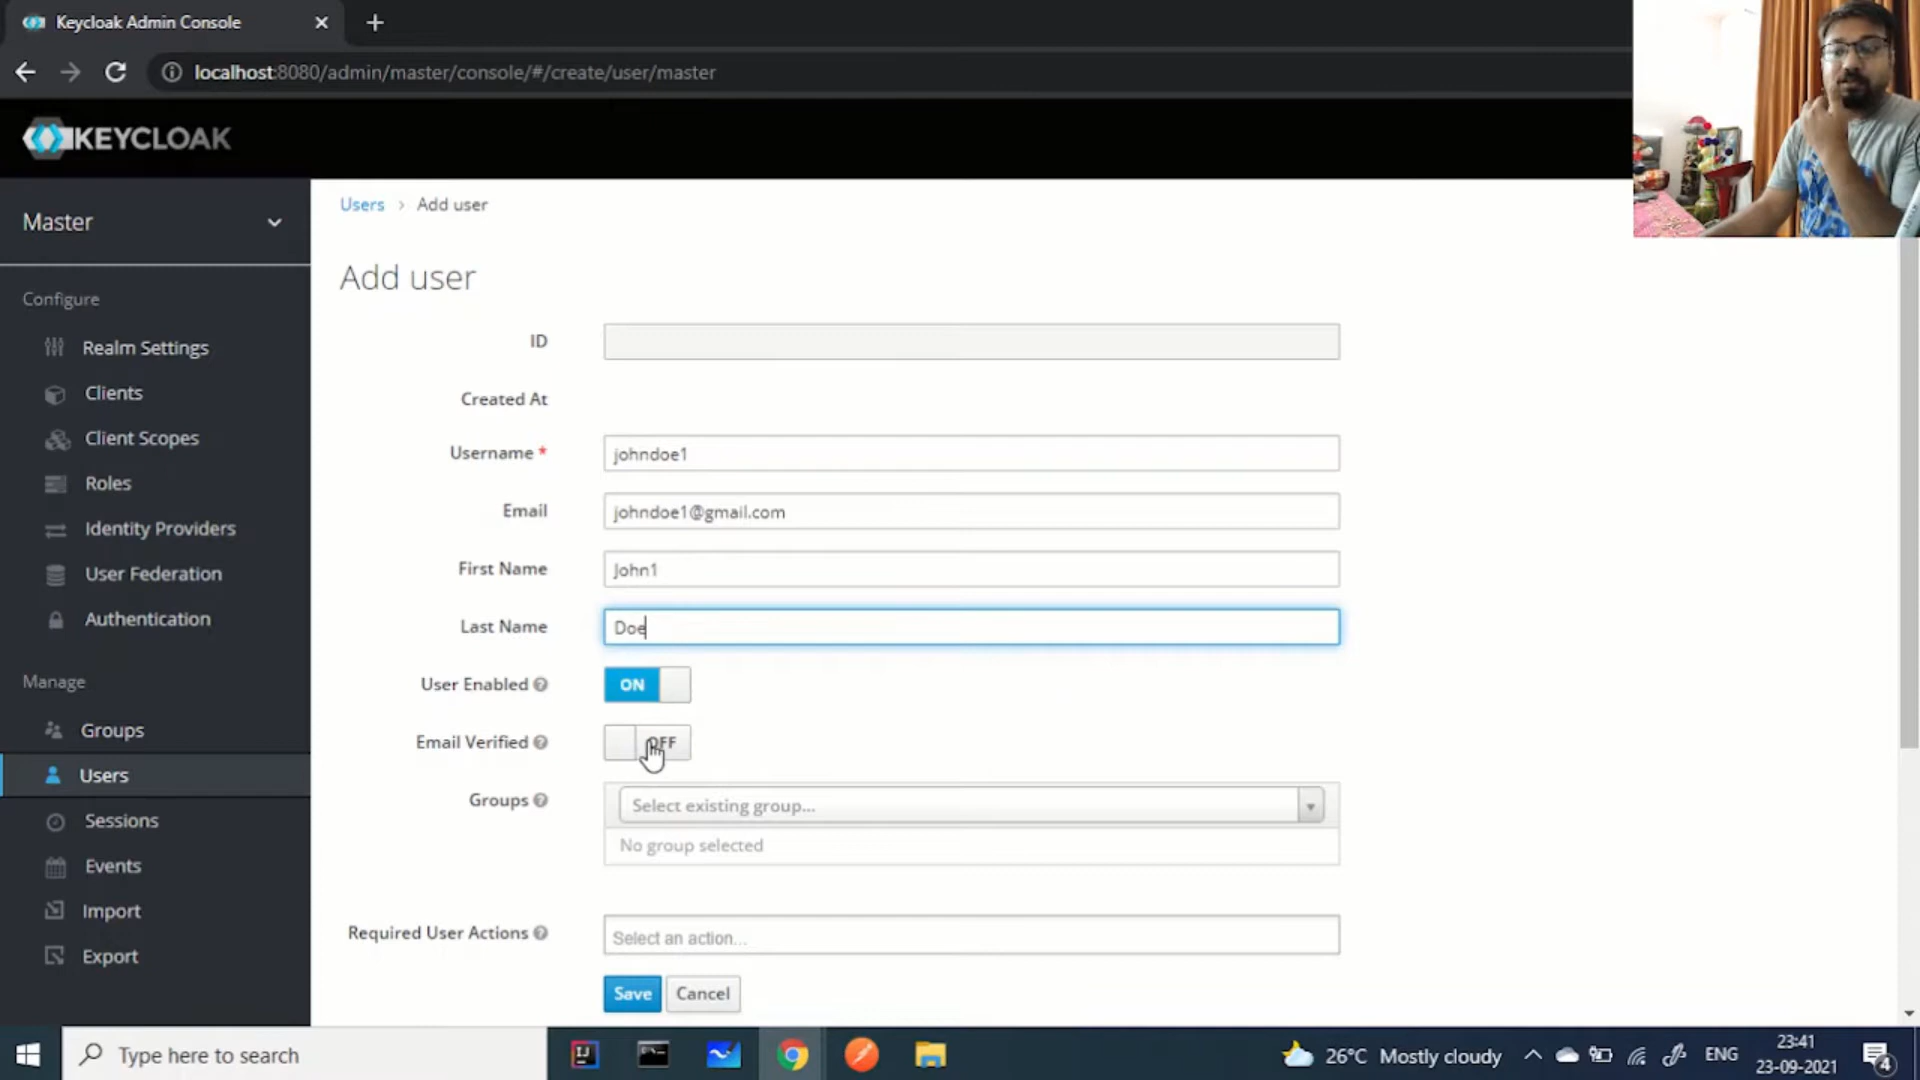 Keycloak Admin Console
localhost:8080/admin/master/console/#/create/user/master
KEYCLOAK
Master
Configure
Realm Settings
Clients
Client Scopes
Roles
Identity Providers
User Federation
Authentication
Manage
Groups
Users
Sessions
Events
Import
Export
Users > Add user
Add user
ID
Created At
Username * johndoe1
Email johndoe1@gmail.com
First Name John1
Last Name Doe
User Enabled ON
Email Verified OFF
Groups Select existing group...
No group selected
Required User Actions Select an action...
Save Cancel
Type here to search
26°C Mostly cloudy ENG 23:41
23-09-2021
4